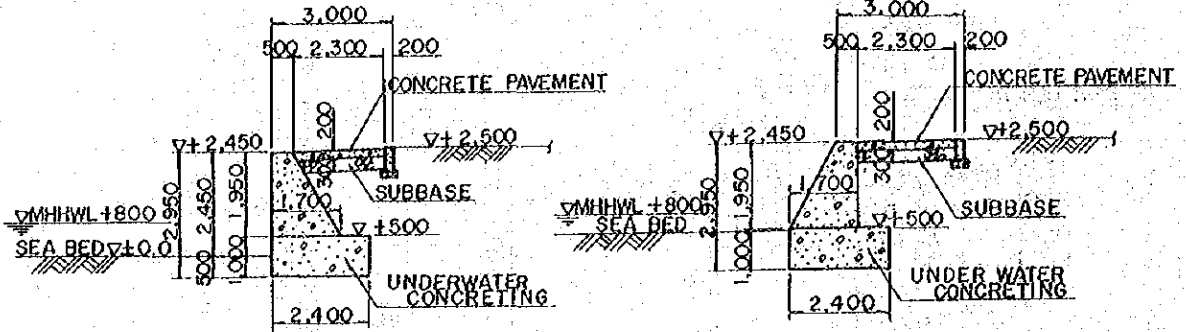 3,000
500 2,300 200
CONCRETE PAVEMENT
200
▽+2,450
▽+2,500
300
SUBBASE
2,950
2,450
1,950
1,700
▽MHHWL+800
▽+500
SEA BED▽±0.0
500
1,000
UNDERWATER
CONCRETING
2,400
3,000
500 2,300 200
CONCRETE PAVEMENT
200
▽+2,450
▽+2,500
SUBBASE
2,950
1,950
1,700
▽MHHWL+800
▽+500
SEA BED
1,000
UNDER WATER
CONCRETING
2,400